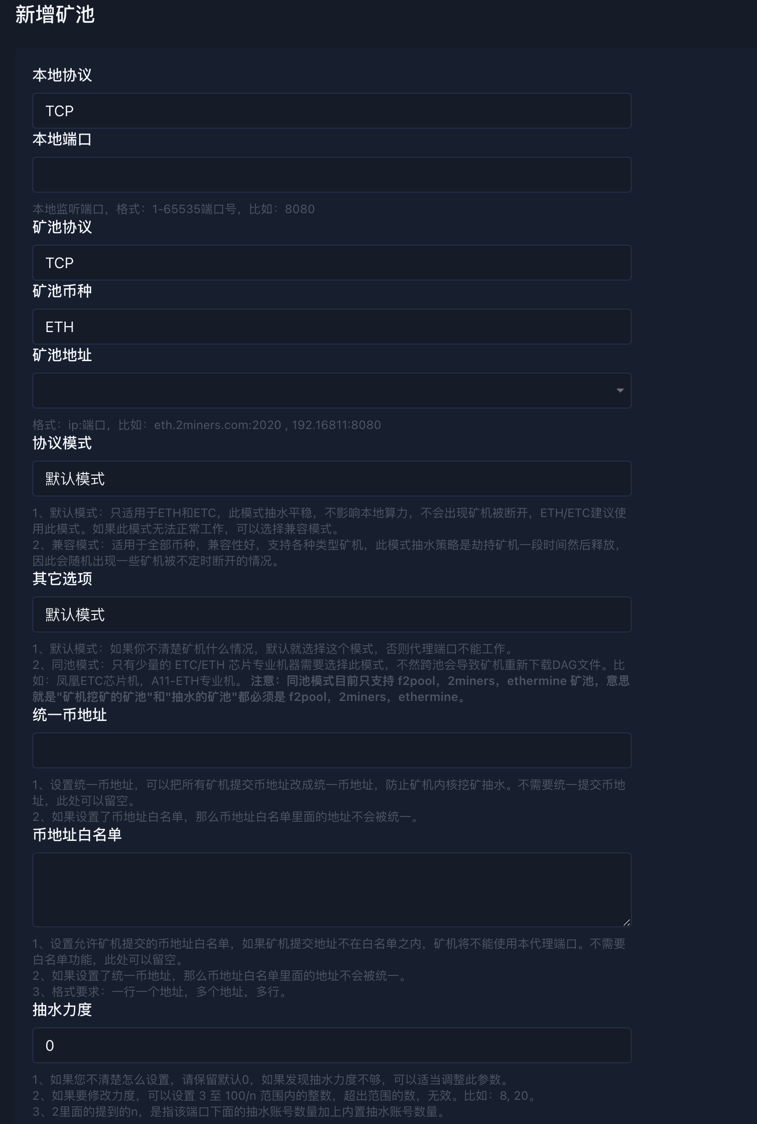 新增矿池
本地协议
TCP
本地端口
本地监听端口，格式：1-65535端口号，比如：8080
矿池协议
TCP
矿池币种
ETH
矿池地址
格式：ip:端口，比如：eth.2miners.com:2020 , 192.16811:8080
协议模式
默认模式
1、默认模式：只适用于ETH和ETC，此模式抽水平稳，不影响本地算力，不会出现矿机被断开，ETH/ETC建议使
用此模式。如果此模式无法正常工作，可以选择兼容模式。
2、兼容模式：适用于全部币种，兼容性好，支持各种类型矿机，此模式抽水策略是劫持矿机一段时间然后释放，
因此会随机出现一些矿机被不定时断开的情况。
其它选项
默认模式
1、默认模式：如果你不清楚矿机什么情况，默认就选择这个模式，否则代理端口不能工作。
2、同池模式：只有少量的 ETC/ETH 芯片专业机器需要选择此模式，不然跨池会导致矿机重新下载DAG文件。比
如：凤凰ETC芯片机，A11-ETH专业机。 注意：同池模式目前只支持 f2pool，2miners，ethermine 矿池，意思
就是"矿机挖矿的矿池"和"抽水的矿池"都必须是 f2pool，2miners，ethermine。
统一币地址
1、设置统一币地址，可以把所有矿机提交币地址改成统一币地址，防止矿机内核挖矿抽水。不需要统一提交币地
址，此处可以留空。
2、如果设置了币地址白名单，那么币地址白名单里面的地址不会被统一。
币地址白名单
1、设置允许矿机提交的币地址白名单，如果矿机提交地址不在白名单之内，矿机将不能使用本代理端口。不需要
白名单功能，此处可以留空。
2、如果设置了统一币地址，那么币地址白名单里面的地址不会被统一。
3、格式要求：一行一个地址，多个地址，多行。
抽水力度
0
1、如果您不清楚怎么设置，请保留默认0，如果发现抽水力度不够，可以适当调整此参数。
2、如果要修改力度，可以设置 3 至 100/n 范围内的整数，超出范围的数，无效。比如：8, 20。
3、2里面的提到的n，是指该端口下面的抽水账号数量加上内置抽水账号数量。